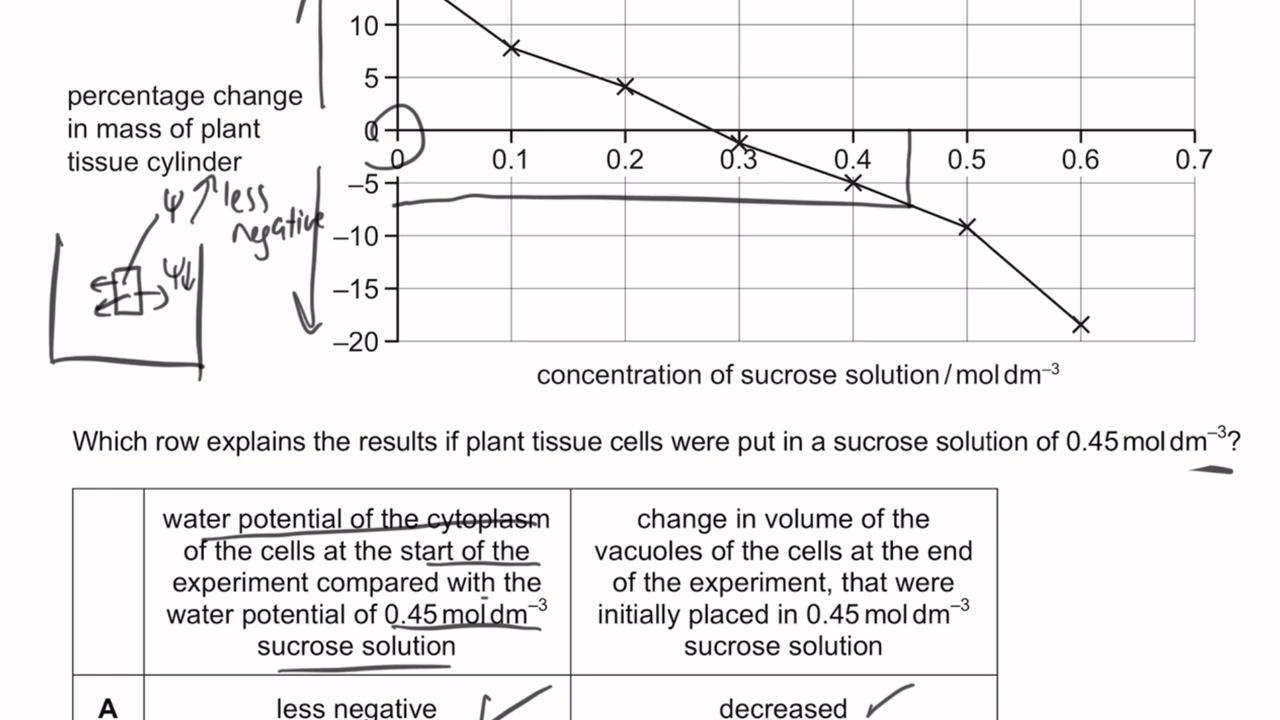 10
5
percentage change
in mass of plant
tissue cylinder
0
0 0.1 0.2 0.3 0.4 0.5 0.6 0.7
–5
ψ less
negative
–10
ψ↓
–15
–20
concentration of sucrose solution / mol dm⁻³
Which row explains the results if plant tissue cells were put in a sucrose solution of 0.45 mol dm⁻³?
water potential of the cytoplasm
of the cells at the start of the
experiment compared with the
water potential of 0.45 mol dm⁻³
sucrose solution
change in volume of the
vacuoles of the cells at the end
of the experiment, that were
initially placed in 0.45 mol dm⁻³
sucrose solution
A less negative decreased